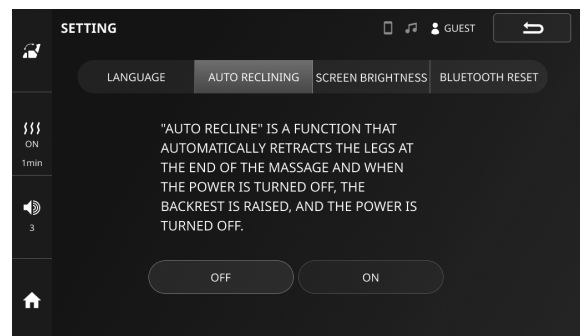 SETTING
GUEST
LANGUAGE
AUTO RECLINING
SCREEN BRIGHTNESS
BLUETOOTH RESET
ON
1min
3
"AUTO RECLINE" IS A FUNCTION THAT
AUTOMATICALLY RETRACTS THE LEGS AT
THE END OF THE MASSAGE AND WHEN
THE POWER IS TURNED OFF, THE
BACKREST IS RAISED, AND THE POWER IS
TURNED OFF.
OFF
ON